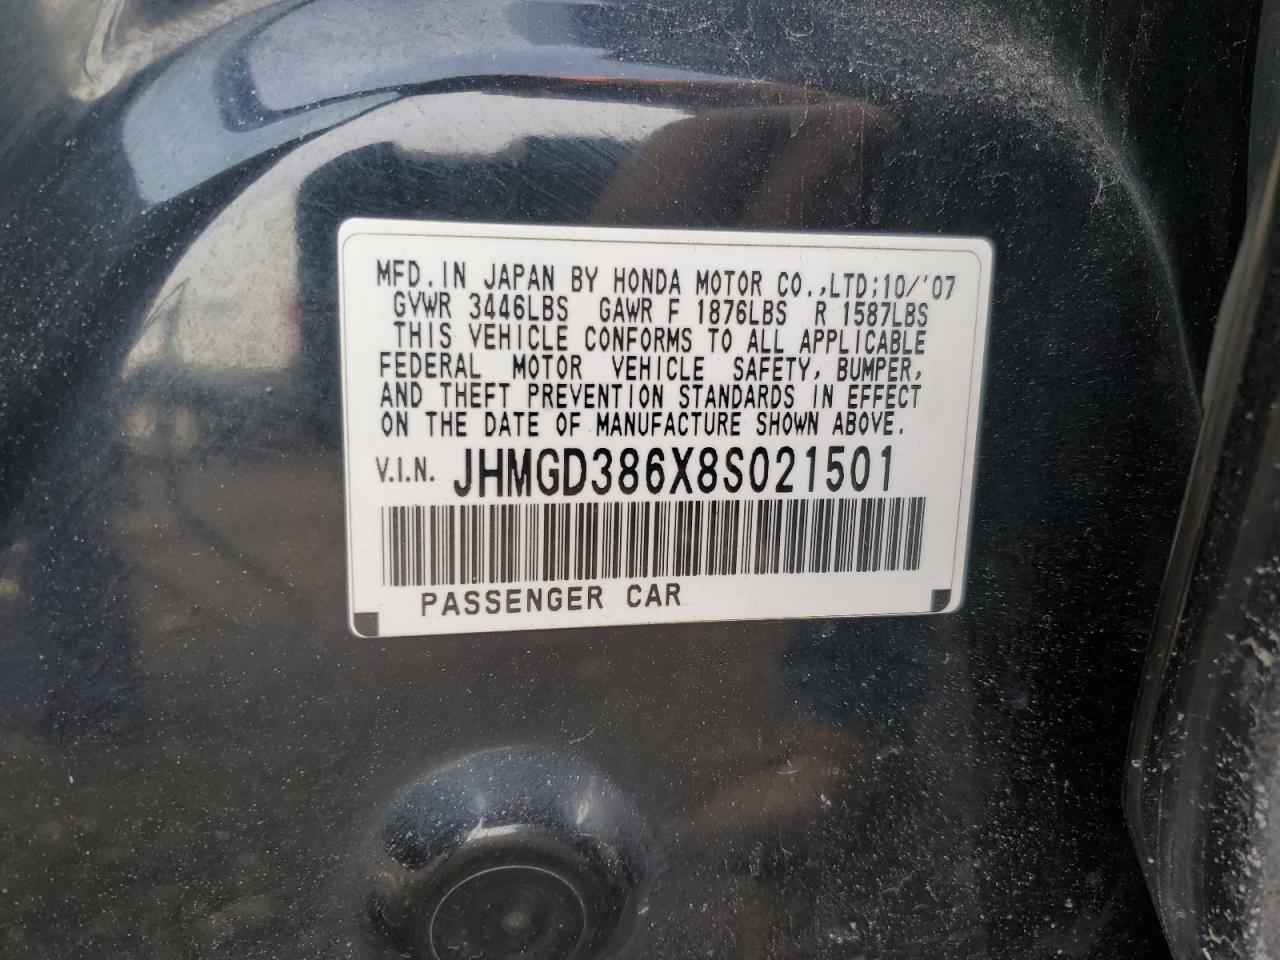 MFD. IN JAPAN BY HONDA MOTOR CO.,LTD;10/'07
GVWR 3446LBS GAWR F 1876LBS R 1587LBS
THIS VEHICLE CONFORMS TO ALL APPLICABLE
FEDERAL MOTOR VEHICLE SAFETY, BUMPER,
AND THEFT PREVENTION STANDARDS IN EFFECT
ON THE DATE OF MANUFACTURE SHOWN ABOVE.
V.I.N. JHMGD386X8S021501
PASSENGER CAR